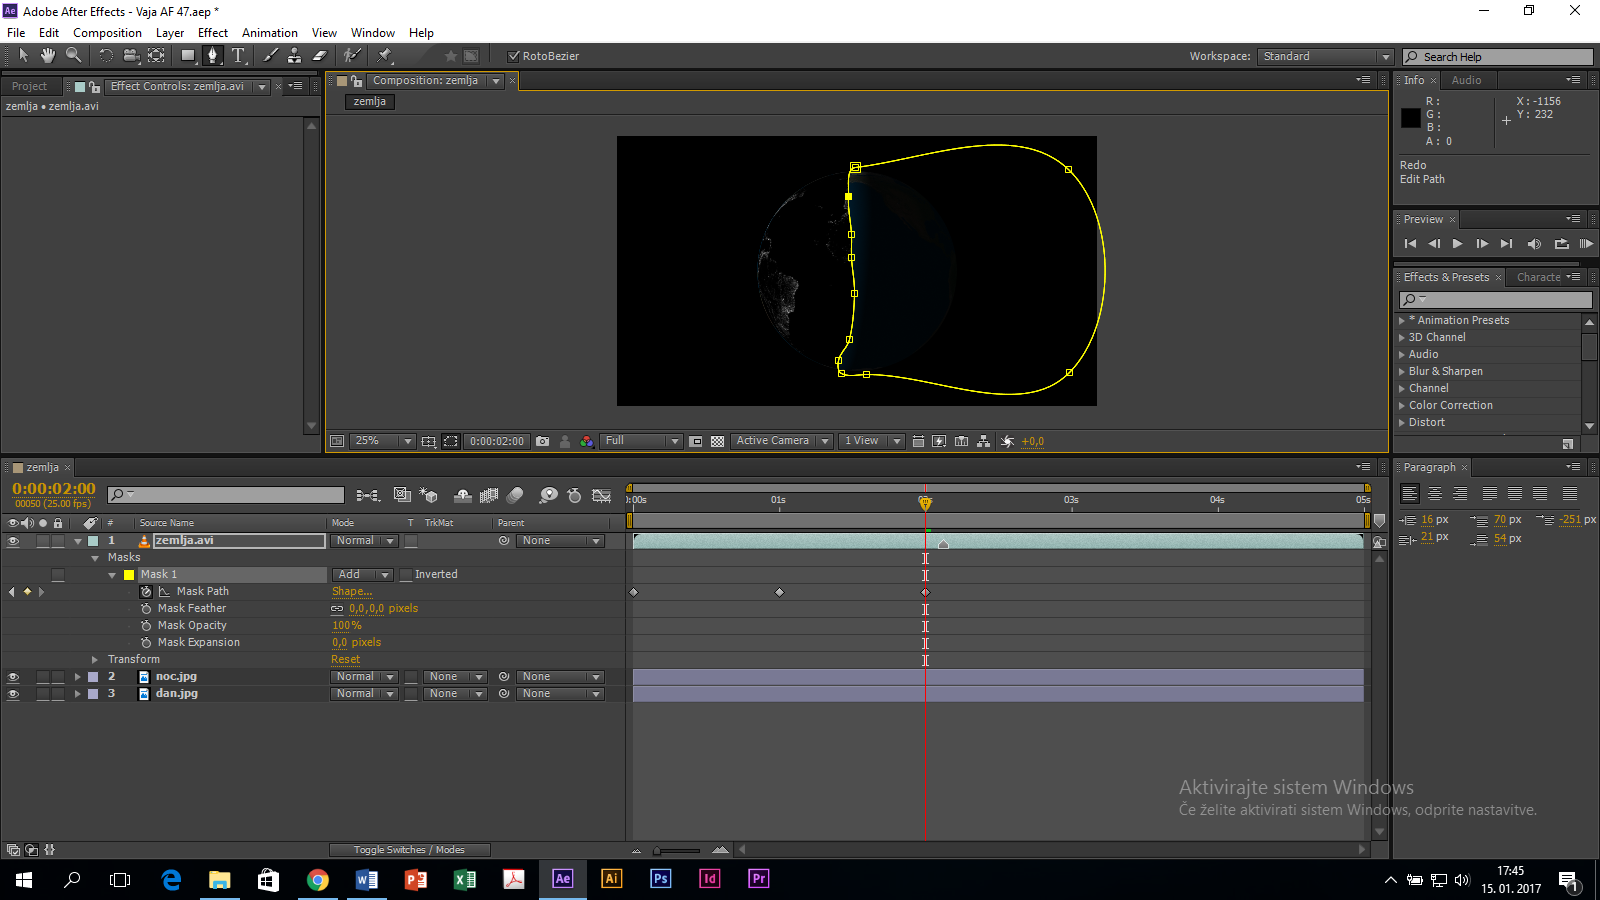 Ae Adobe After Effects - Vaja AF 47.aep *
File Edit Composition Layer Effect Animation View Window Help
RotoBezier
Workspace: Standard
Search Help
Project
Effect Controls: zemlja.avi
zemlja • zemlja.avi
Composition: zemlja
zemlja
25%
0:00:02:00
Full
Active Camera
1 View
+0,0
Info
Audio
R :
G :
B :
A : 0
X : -1156
Y : 232
Redo
Edit Path
Preview
Effects & Presets
Characte
* Animation Presets
3D Channel
Audio
Blur & Sharpen
Channel
Color Correction
Distort
zemlja
0:00:02:00
00050 (25.00 fps)
# Source Name Mode T TrkMat Parent
1 zemlja.avi Normal None
Masks
Mask 1 Add Inverted
Mask Path Shape...
Mask Feather 0,0,0,0 pixels
Mask Opacity 100%
Mask Expansion 0,0 pixels
Transform Reset
2 noc.jpg Normal None None
3 dan.jpg Normal None None
01s 03s 04s 05s
Toggle Switches / Modes
Paragraph
16 px 70 px -251 px
21 px 54 px
Aktivirajte sistem Windows
Če želite aktivirati sistem Windows, odprite nastavitve.
Ae Ai Ps Id Pr
17:45
15. 01. 2017
1